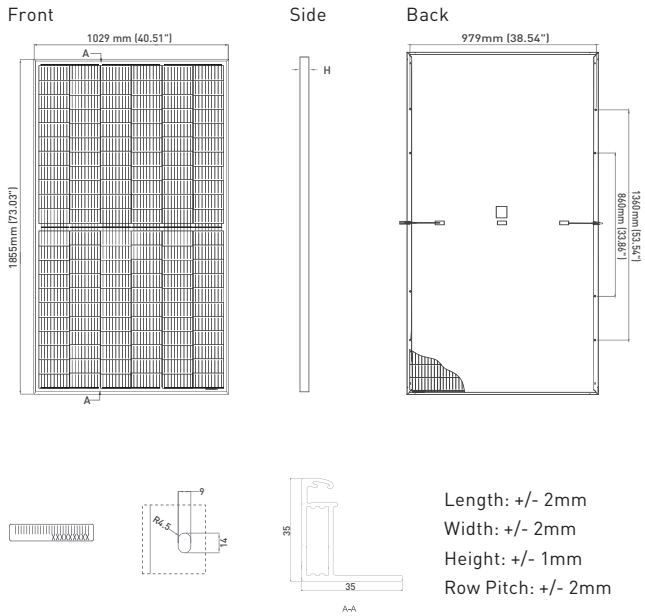 Front
Side
Back
1029 mm (40.51")
979mm (38.54")
A
H
1855mm (73.03")
1360mm (53.54")
860mm (33.86")
A
9
R4.5
14
35
35
A-A
Length: +/- 2mm
Width: +/- 2mm
Height: +/- 1mm
Row Pitch: +/- 2mm